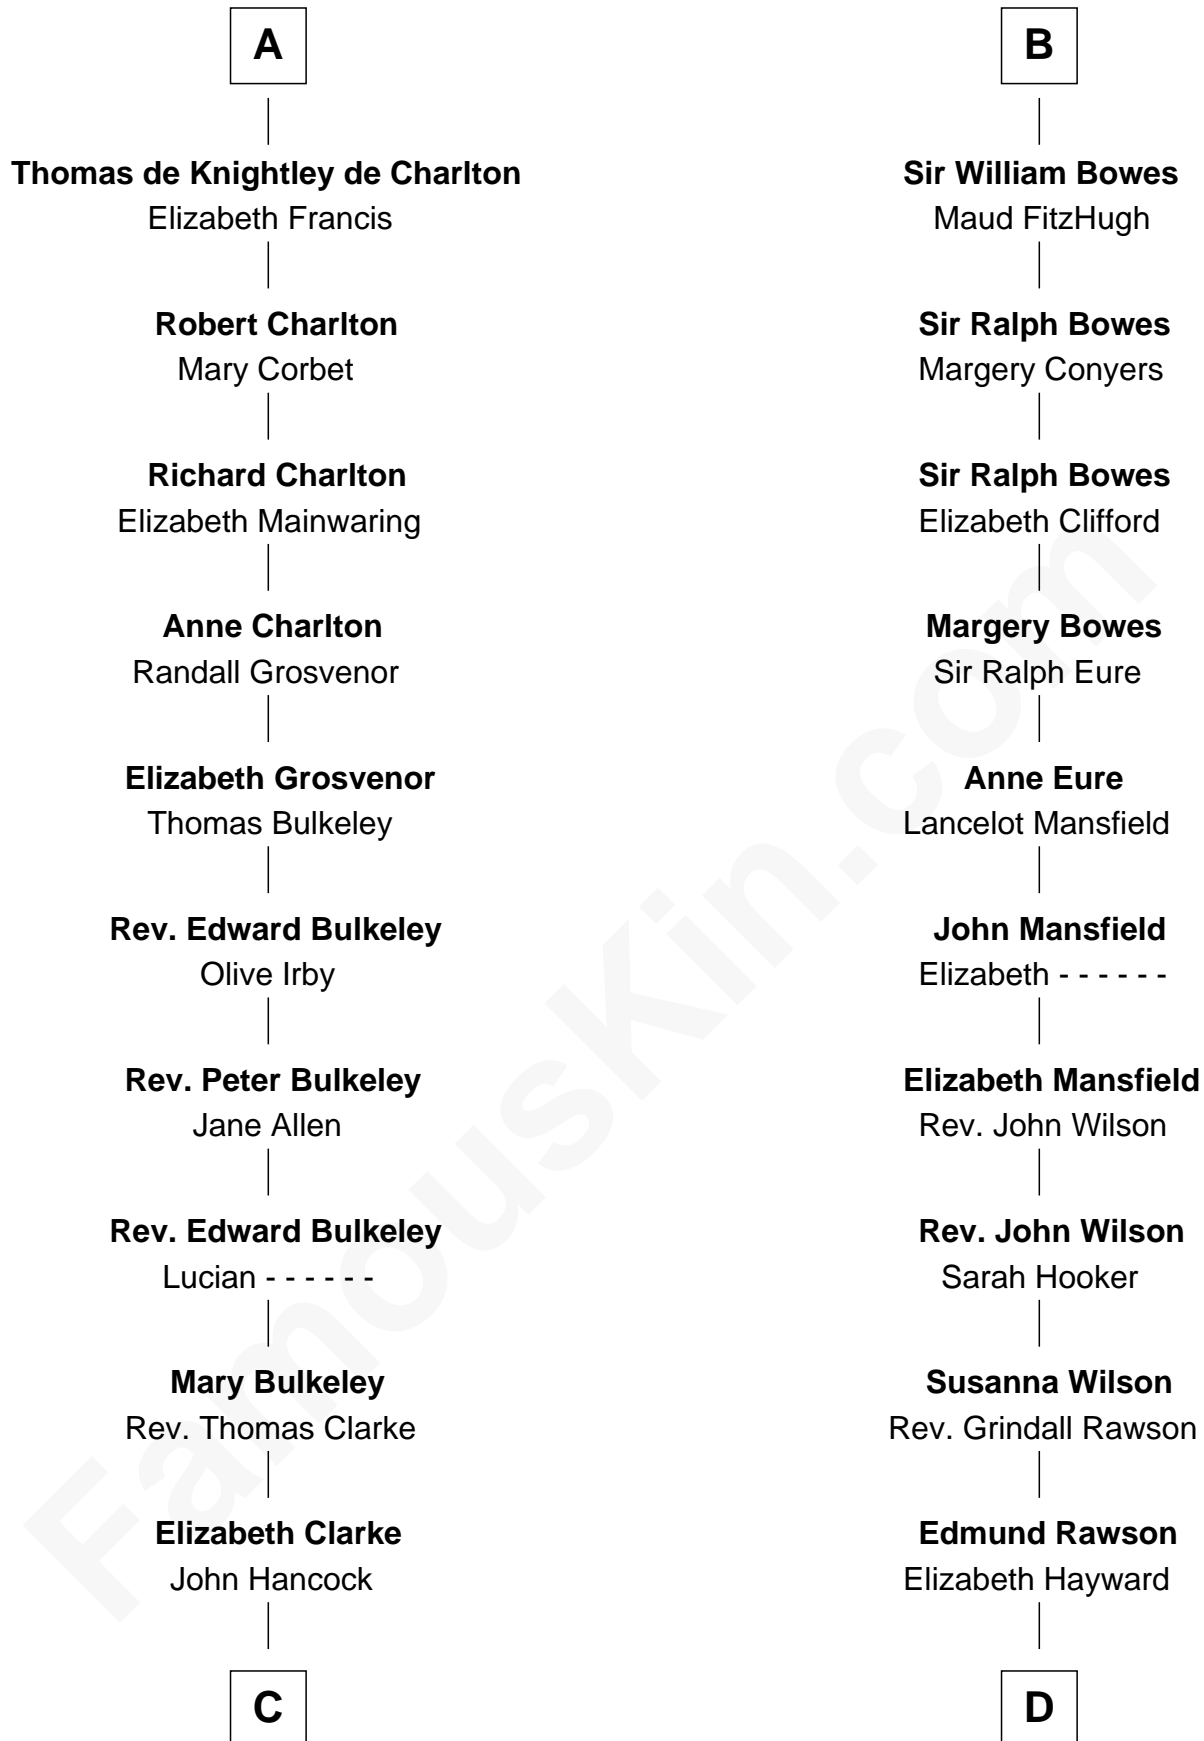 A
Thomas de Knightley de Charlton
Elizabeth Francis
Robert Charlton
Mary Corbet
Richard Charlton
Elizabeth Mainwaring
Anne Charlton
Randall Grosvenor
Elizabeth Grosvenor
Thomas Bulkeley
Rev. Edward Bulkeley
Olive Irby
Rev. Peter Bulkeley
Jane Allen
Rev. Edward Bulkeley
Lucian - - - - - -
Mary Bulkeley
Rev. Thomas Clarke
Elizabeth Clarke
John Hancock
C
B
Sir William Bowes
Maud FitzHugh
Sir Ralph Bowes
Margery Conyers
Sir Ralph Bowes
Elizabeth Clifford
Margery Bowes
Sir Ralph Eure
Anne Eure
Lancelot Mansfield
John Mansfield
Elizabeth - - - - - -
Elizabeth Mansfield
Rev. John Wilson
Rev. John Wilson
Sarah Hooker
Susanna Wilson
Rev. Grindall Rawson
Edmund Rawson
Elizabeth Hayward
D
FamousKin.com